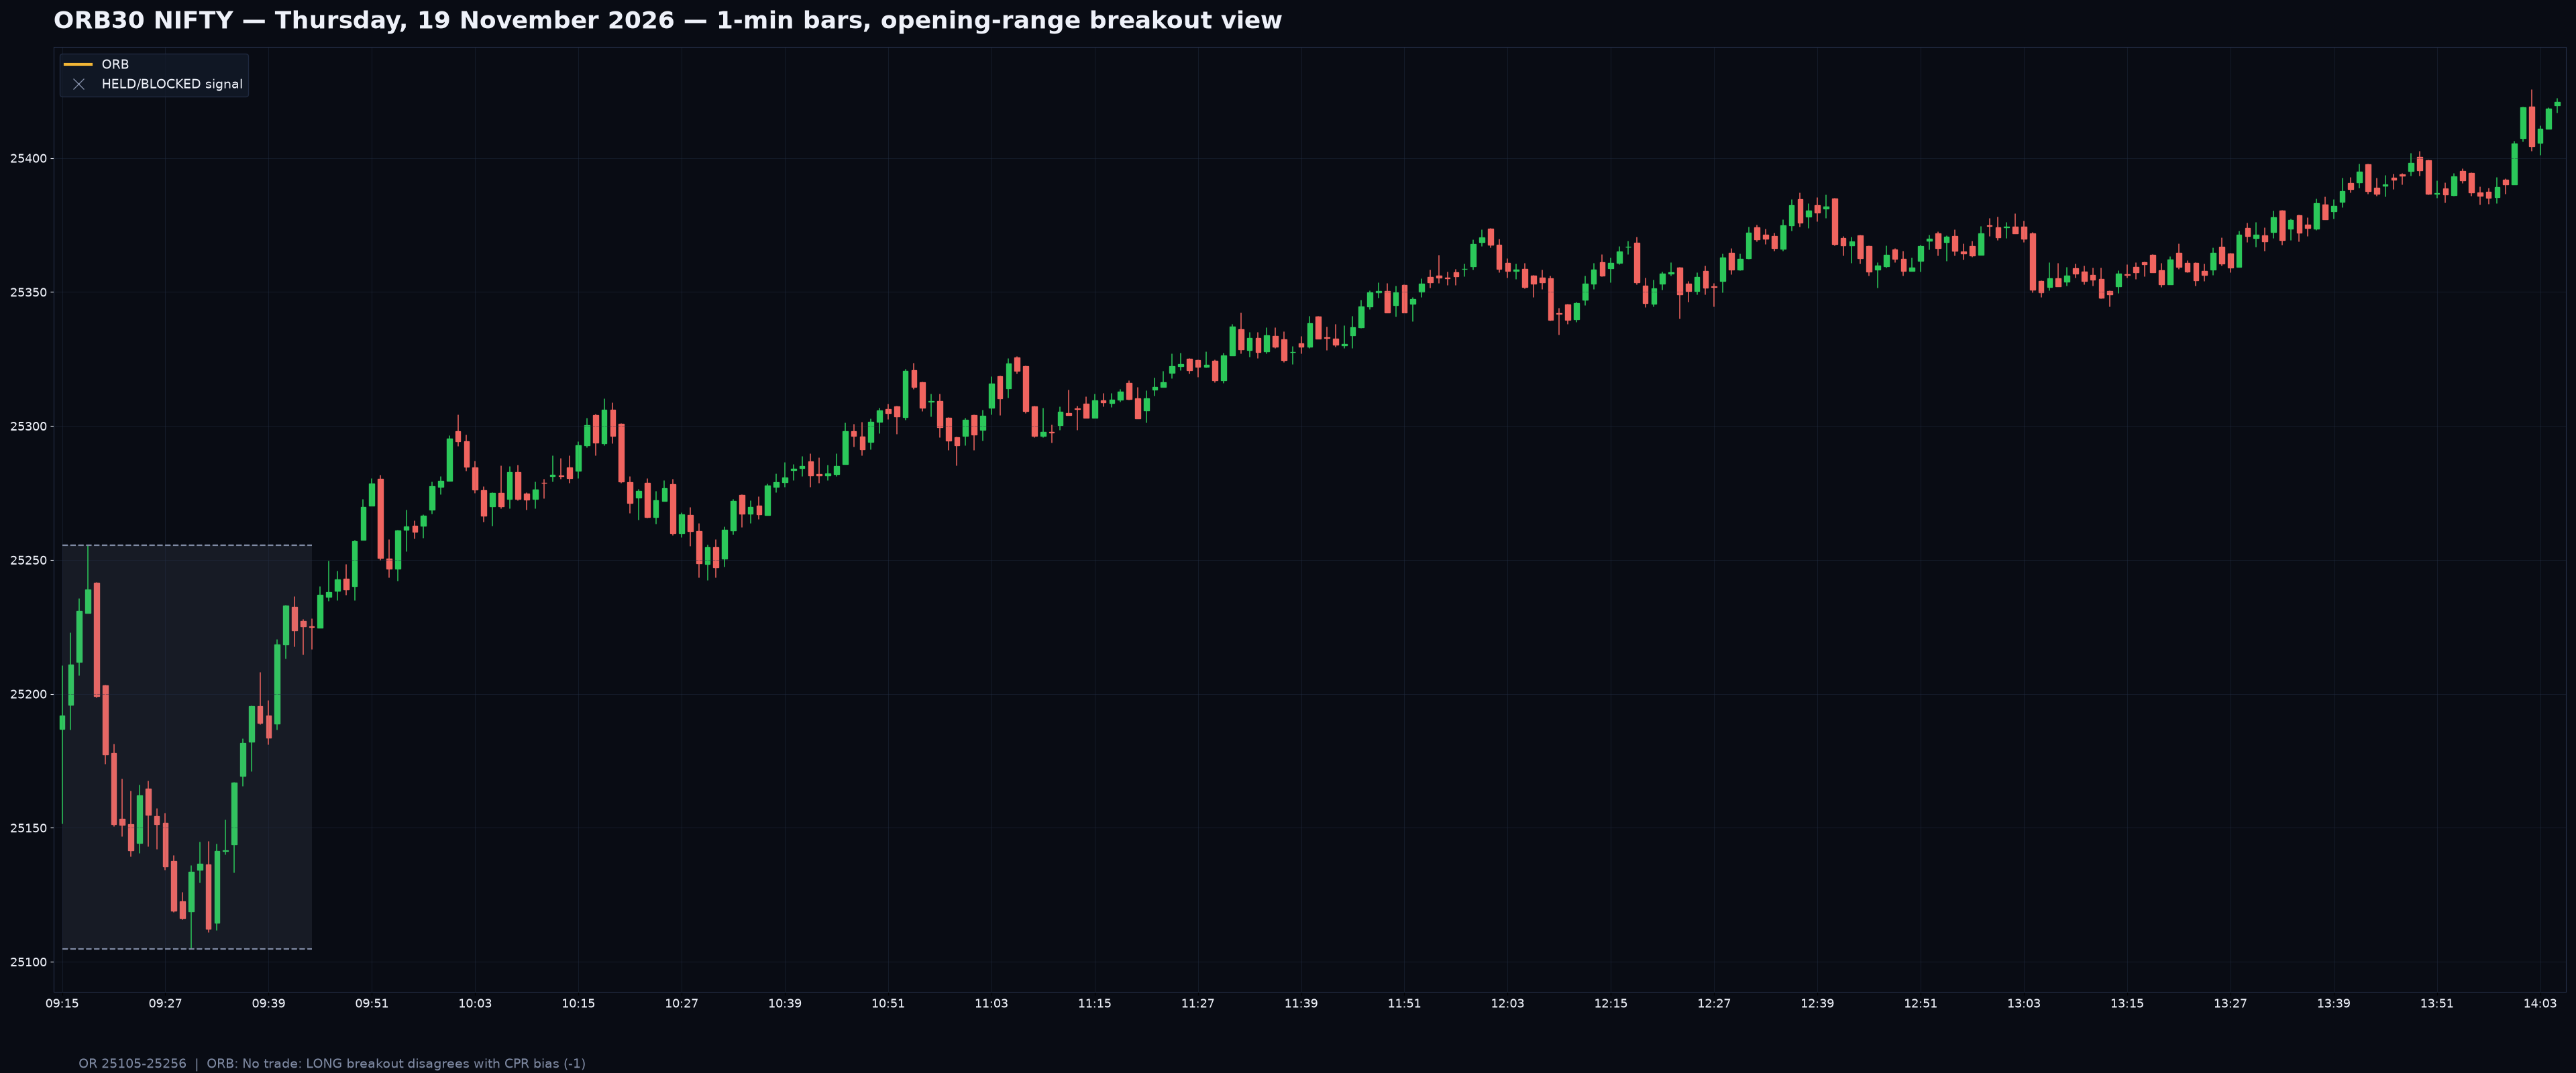 ORB30 NIFTY — Thursday, 19 November 2026 — 1-min bars, opening-range breakout view
ORB
HELD/BLOCKED signal
25400
25350
25300
25250
25200
25150
25100
09:15 09:27 09:39 09:51 10:03 10:15 10:27 10:39 10:51 11:03 11:15 11:27 11:39 11:51 12:03 12:15 12:27 12:39 12:51 13:03 13:15 13:27 13:39 13:51 14:03
OR 25105-25256 | ORB: No trade: LONG breakout disagrees with CPR bias (-1)